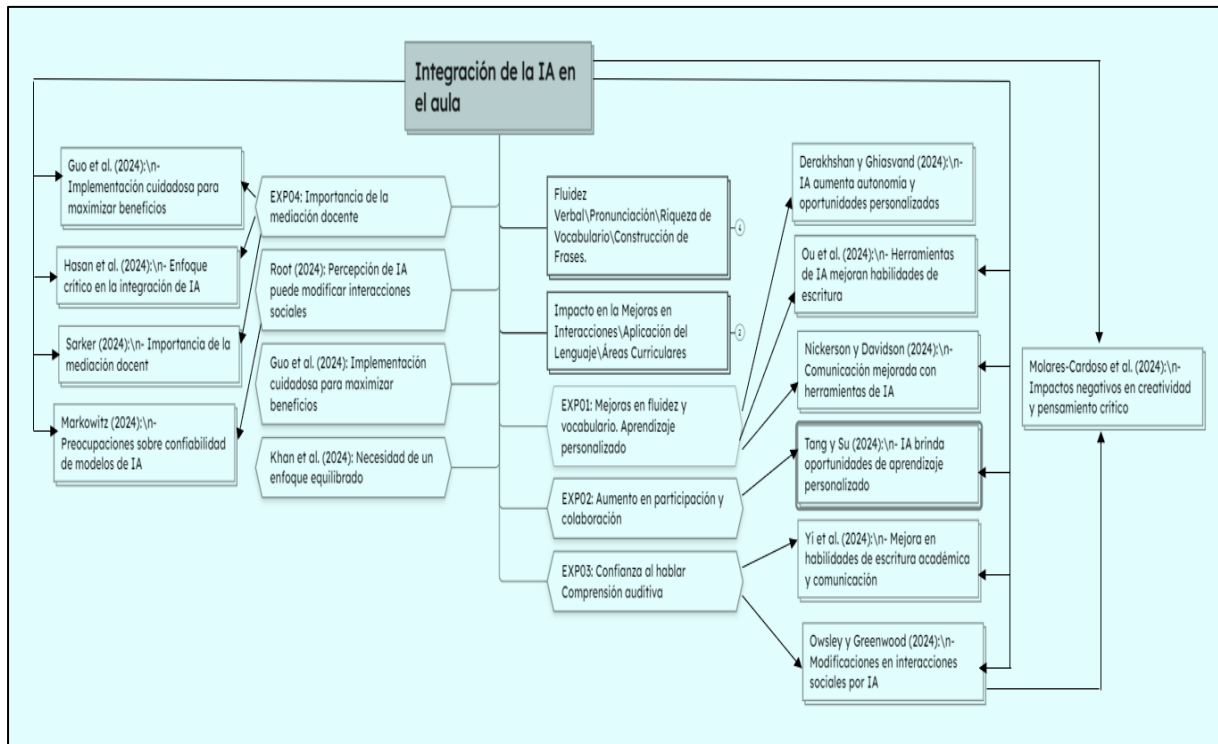 Integración de la IA en
el aula
Guo et al. (2024):\n-
Implementación cuidadosa para
maximizar beneficios
Hasan et al. (2024):\n- Enfoque
crítico en la integración de IA
Sarker (2024):\n- Importancia de la
mediación docent
Markowitz (2024):\n-
Preocupaciones sobre confiabilidad
de modelos de IA
EXP04: Importancia de la
mediación docente
Root (2024): Percepción de IA
puede modificar interacciones
sociales
Guo et al. (2024): Implementación
cuidadosa para maximizar
beneficios
Khan et al. (2024): Necesidad de un
enfoque equilibrado
Fluidez
Verbal\Pronunciación\Riqueza de
Vocabulario\Construcción de
Frases.
4
Impacto en la Mejoras en
Interacciones\Aplicación del
Lenguaje\Áreas Curriculares
2
EXP01: Mejoras en fluidez y
vocabulario. Aprendizaje
personalizado
EXP02: Aumento en participación y
colaboración
EXP03: Confianza al hablar
Comprensión auditiva
Derakhshan y Ghiasvand (2024):\n-
IA aumenta autonomía y
oportunidades personalizadas
Ou et al. (2024):\n- Herramientas
de IA mejoran habilidades de
escritura
Nickerson y Davidson (2024):\n-
Comunicación mejorada con
herramientas de IA
Tang y Su (2024):\n- IA brinda
oportunidades de aprendizaje
personalizado
Yi et al. (2024):\n- Mejora en
habilidades de escritura académica
y comunicación
Owsley y Greenwood (2024):\n-
Modificaciones en interacciones
sociales por IA
Molares-Cardoso et al. (2024):\n-
Impactos negativos en creatividad
y pensamiento crítico